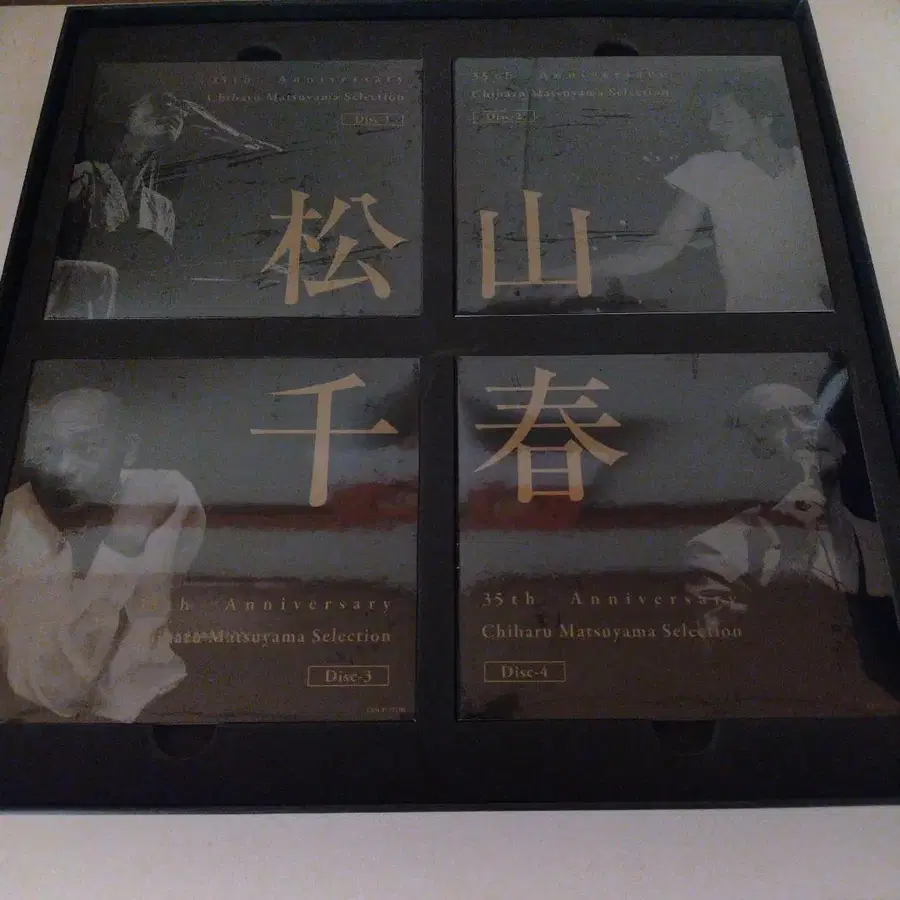 35th Anniversary
Chiharu Matsuyama Selection
Disc-1
松
35th Anniversary
Chiharu Matsuyama Selection
Disc-2
山
千
Anniversary
Matsuyama Selection
Disc-3
春
35th Anniversary
Chiharu Matsuyama Selection
Disc-4